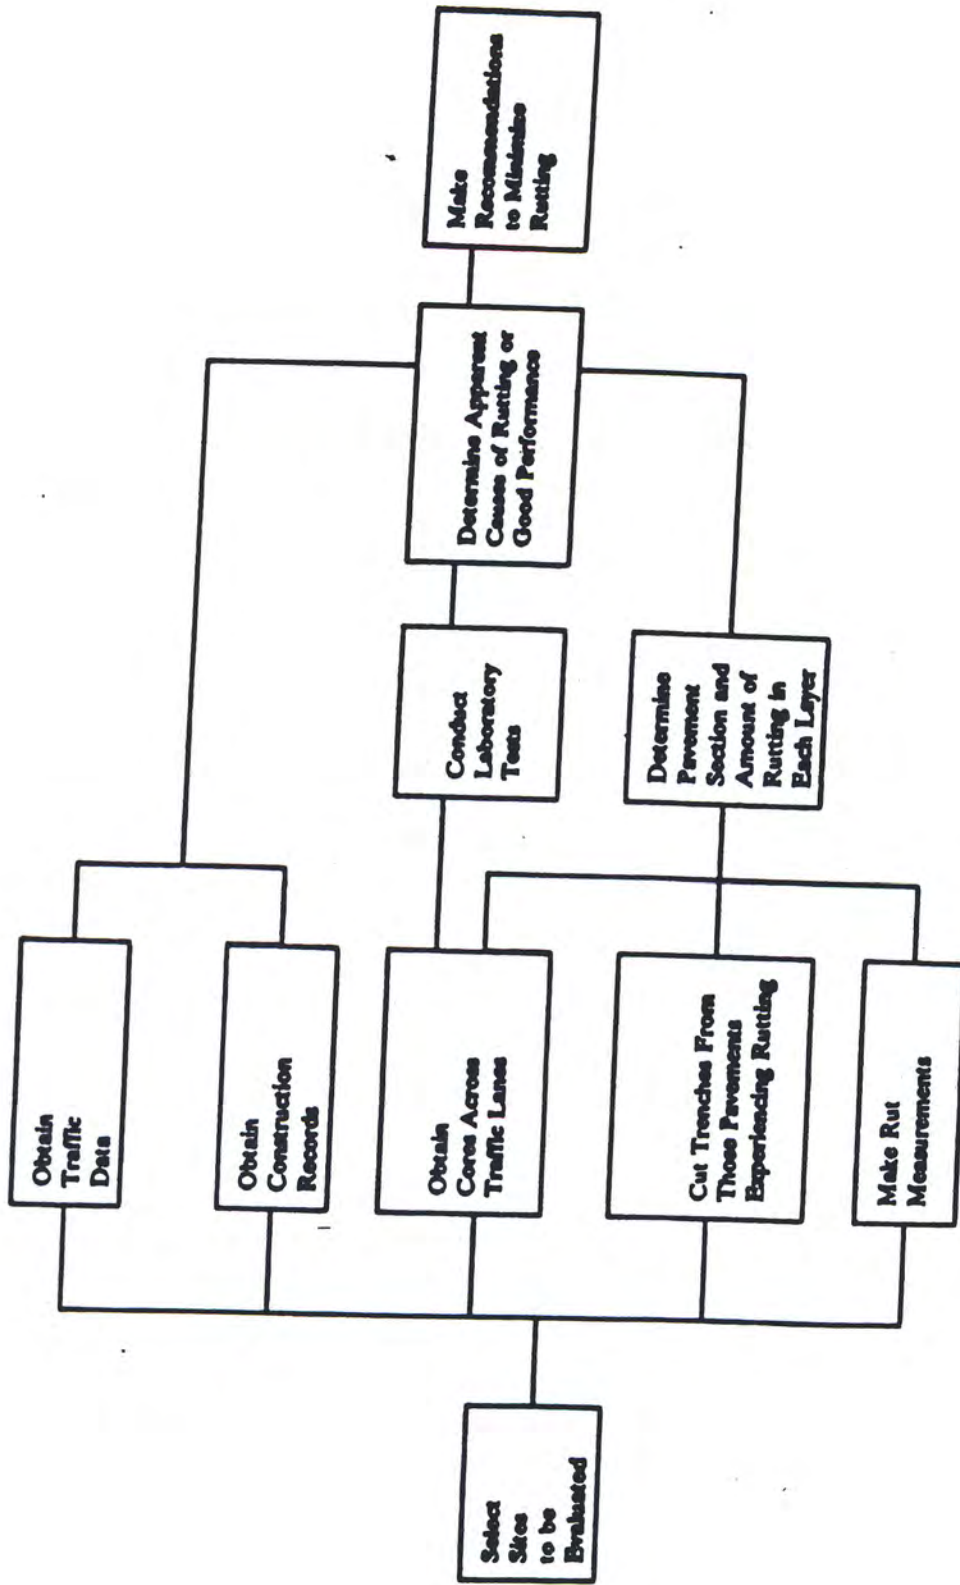 Select
Sites
to be
Evaluated
Obtain
Traffic
Data
Obtain
Construction
Records
Obtain
Cores Across
Traffic Lanes
Cut Trenches From
Those Pavements
Experiencing Rutting
Make Rut
Measurements
Conduct
Laboratory
Tests
Determine
Pavement
Section and
Amount of
Rutting in
Each Layer
Determine Apparent
Causes of Rutting or
Good Performance
Make
Recommendations
to Minimize
Rutting